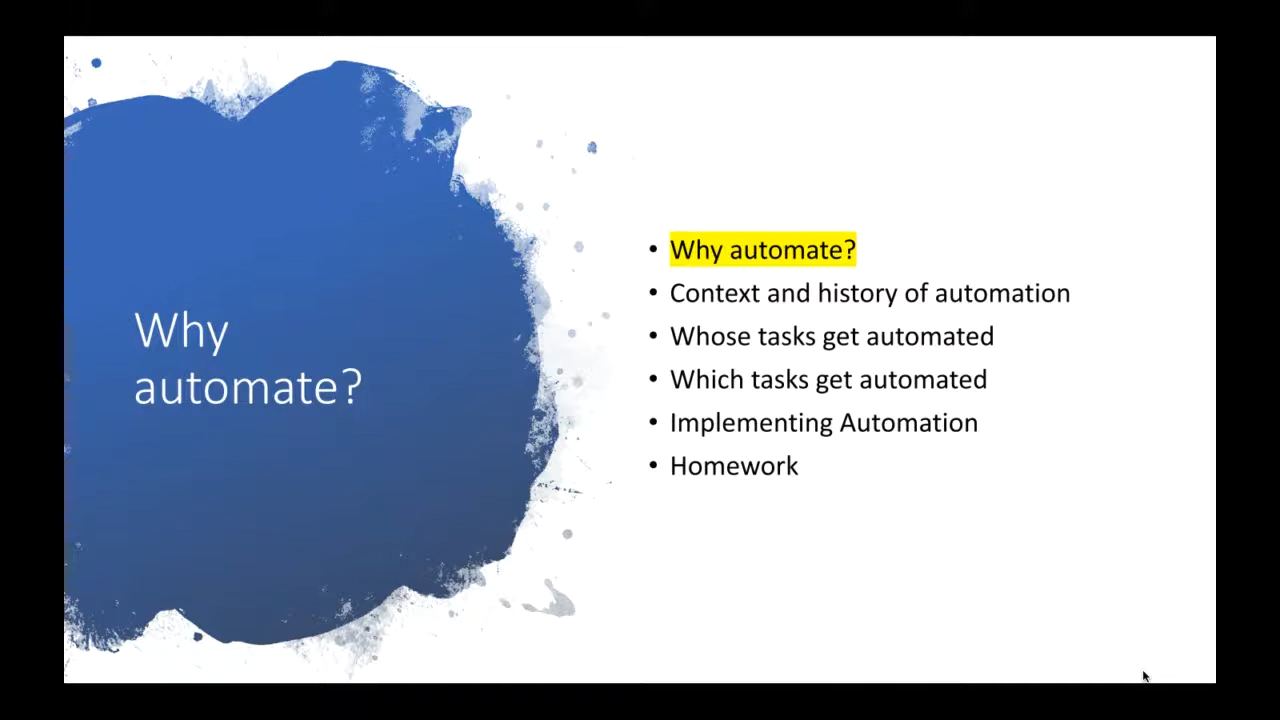 Why
automate?
• Why automate?
• Context and history of automation
• Whose tasks get automated
• Which tasks get automated
• Implementing Automation
• Homework